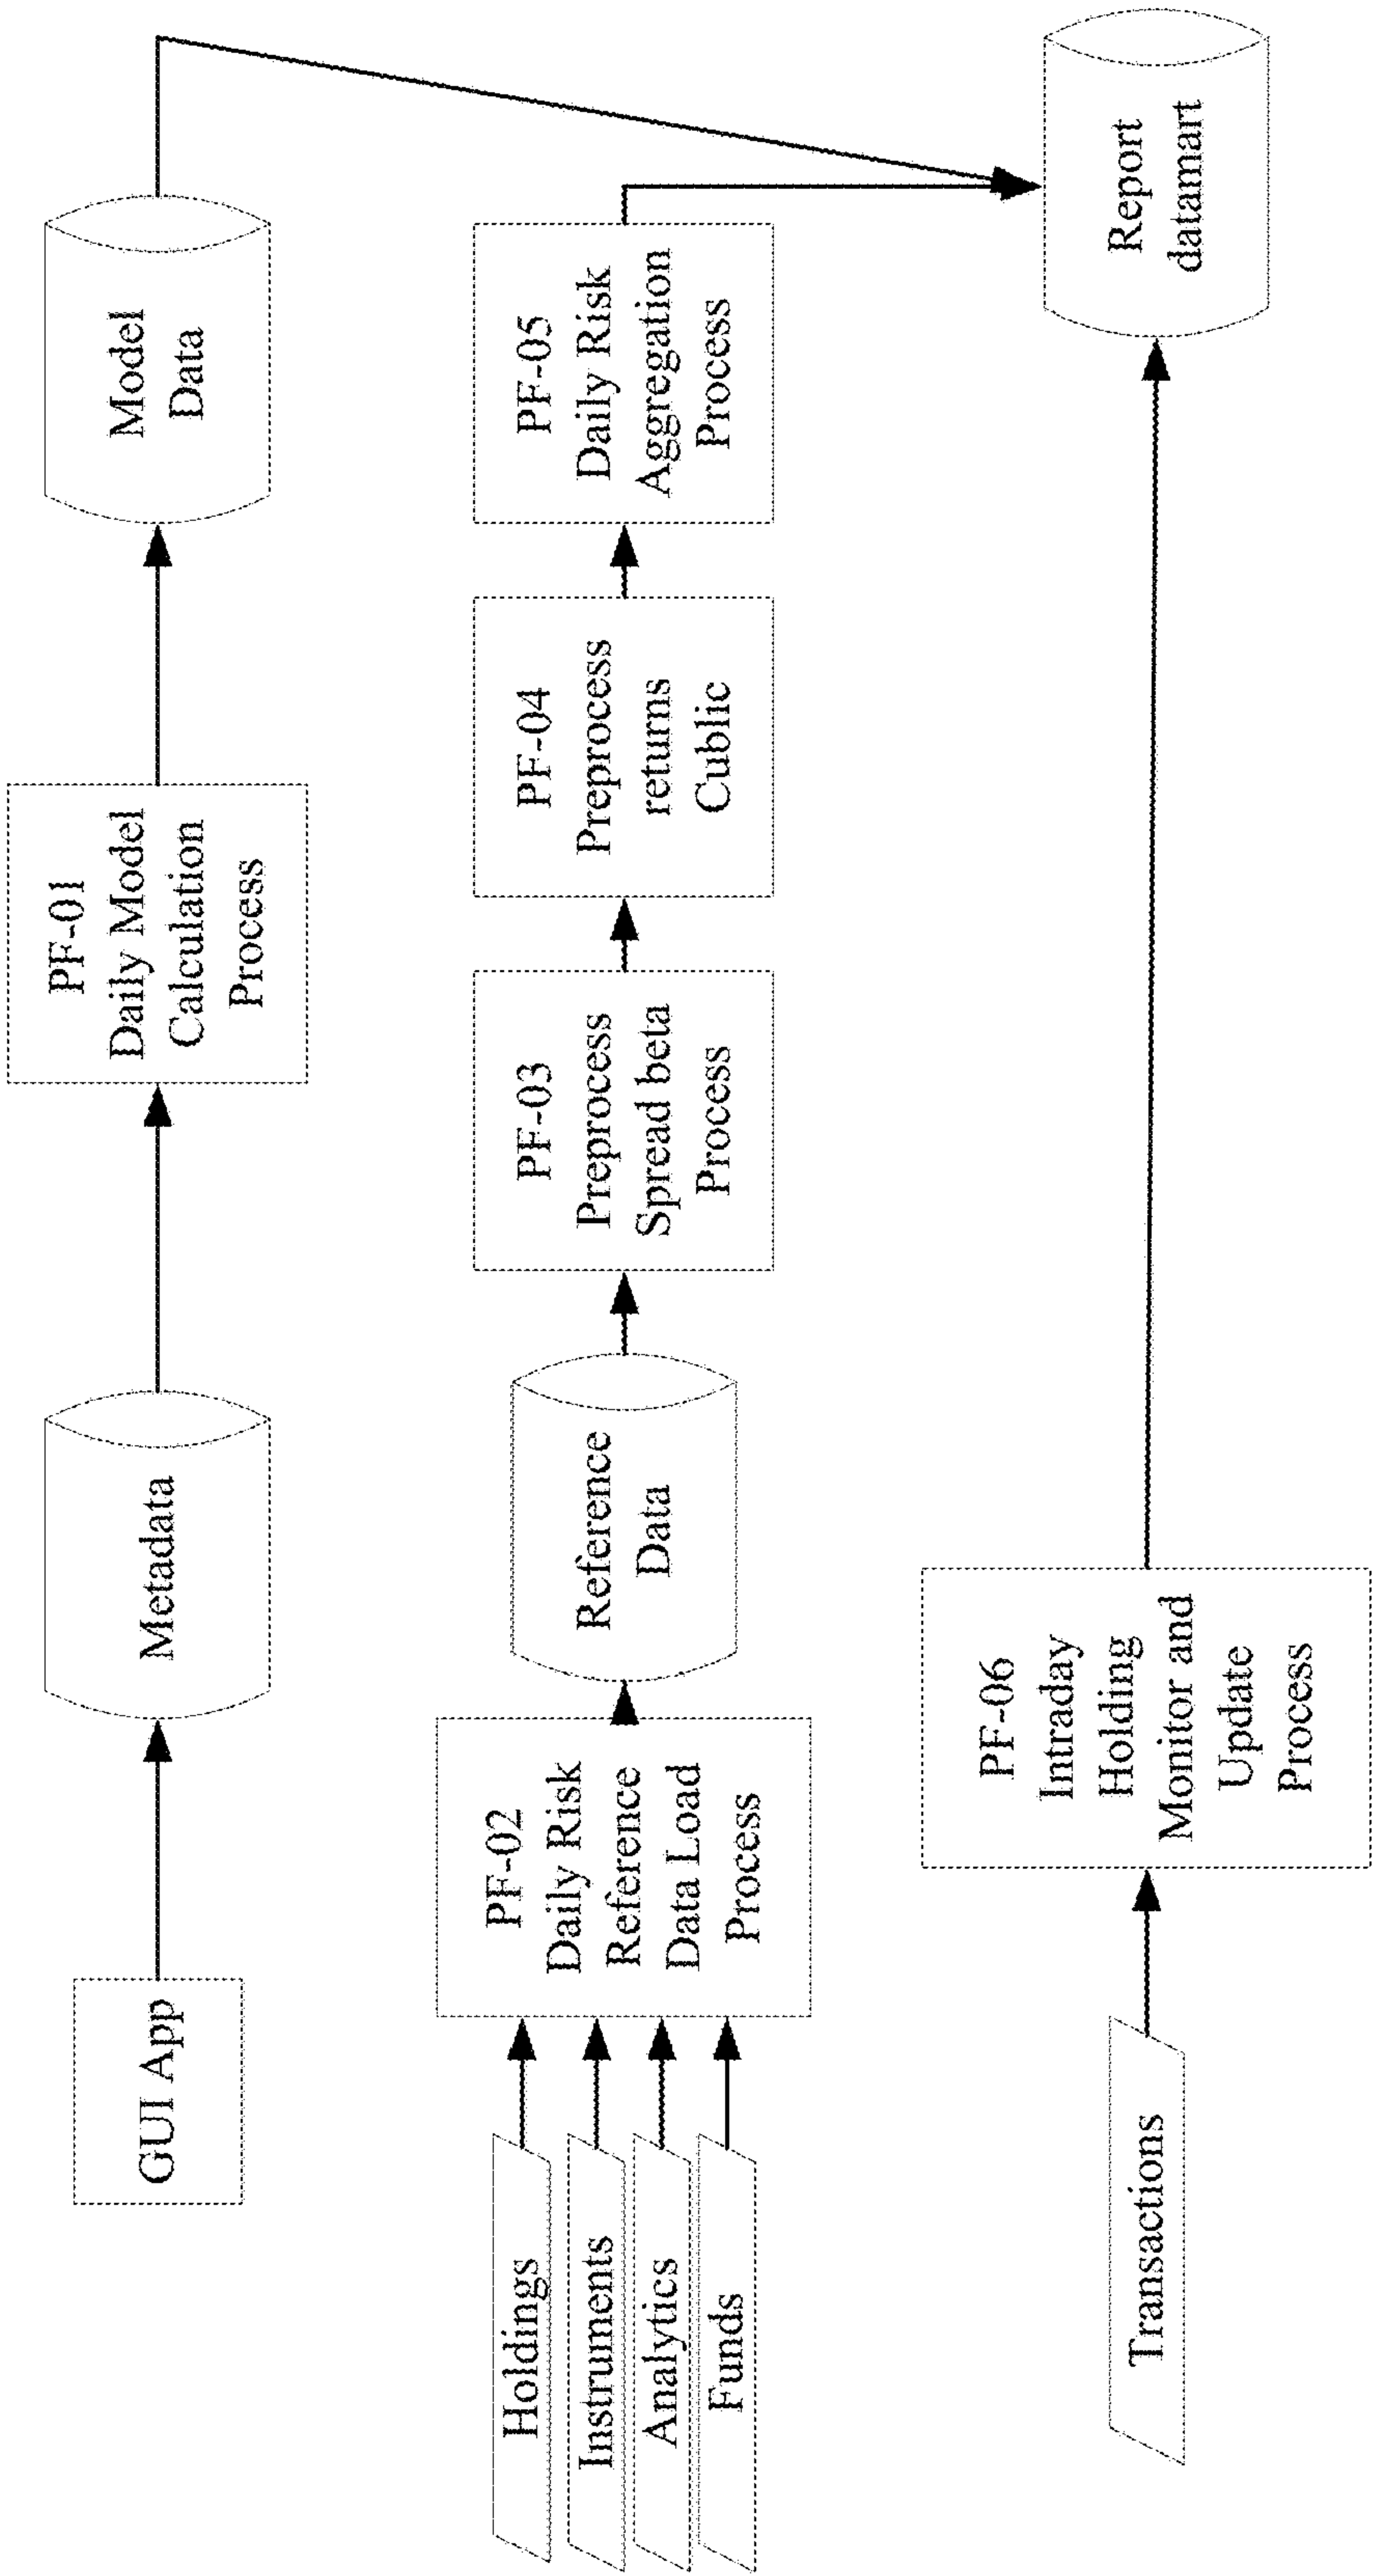 GUI App
Metadata
PF-01
Daily Model
Calculation
Process
Model
Data
Holdings
Instruments
Analytics
Funds
PF-02
Daily Risk
Reference
Data Load
Process
Reference
Data
PF-03
Preprocess
Spread beta
Process
PF-04
Preprocess
returns
Cublic
PF-05
Daily Risk
Aggregation
Process
Transactions
PF-06
Intraday
Holding
Monitor and
Update
Process
Report
datamart